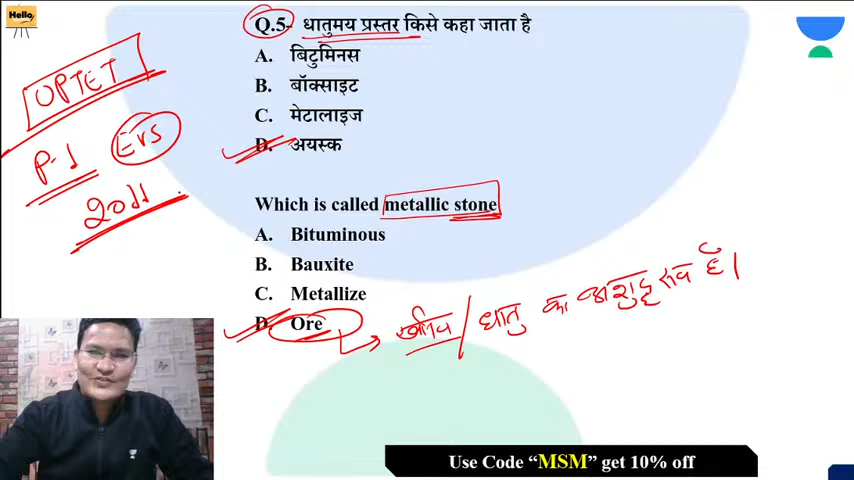 Hello
Q.5- धातुमय प्रस्तर किसे कहा जाता है
A. बिटुमिनस
B. बॉक्साइट
C. मेटालाइज
D. अयस्क
OPTET
P-1 EVS
2011
Which is called metallic stone
A. Bituminous
B. Bauxite
C. Metallize
D. Ore
खनिज / धातु का अशुद्ध रूप है।
Use Code “MSM” get 10% off